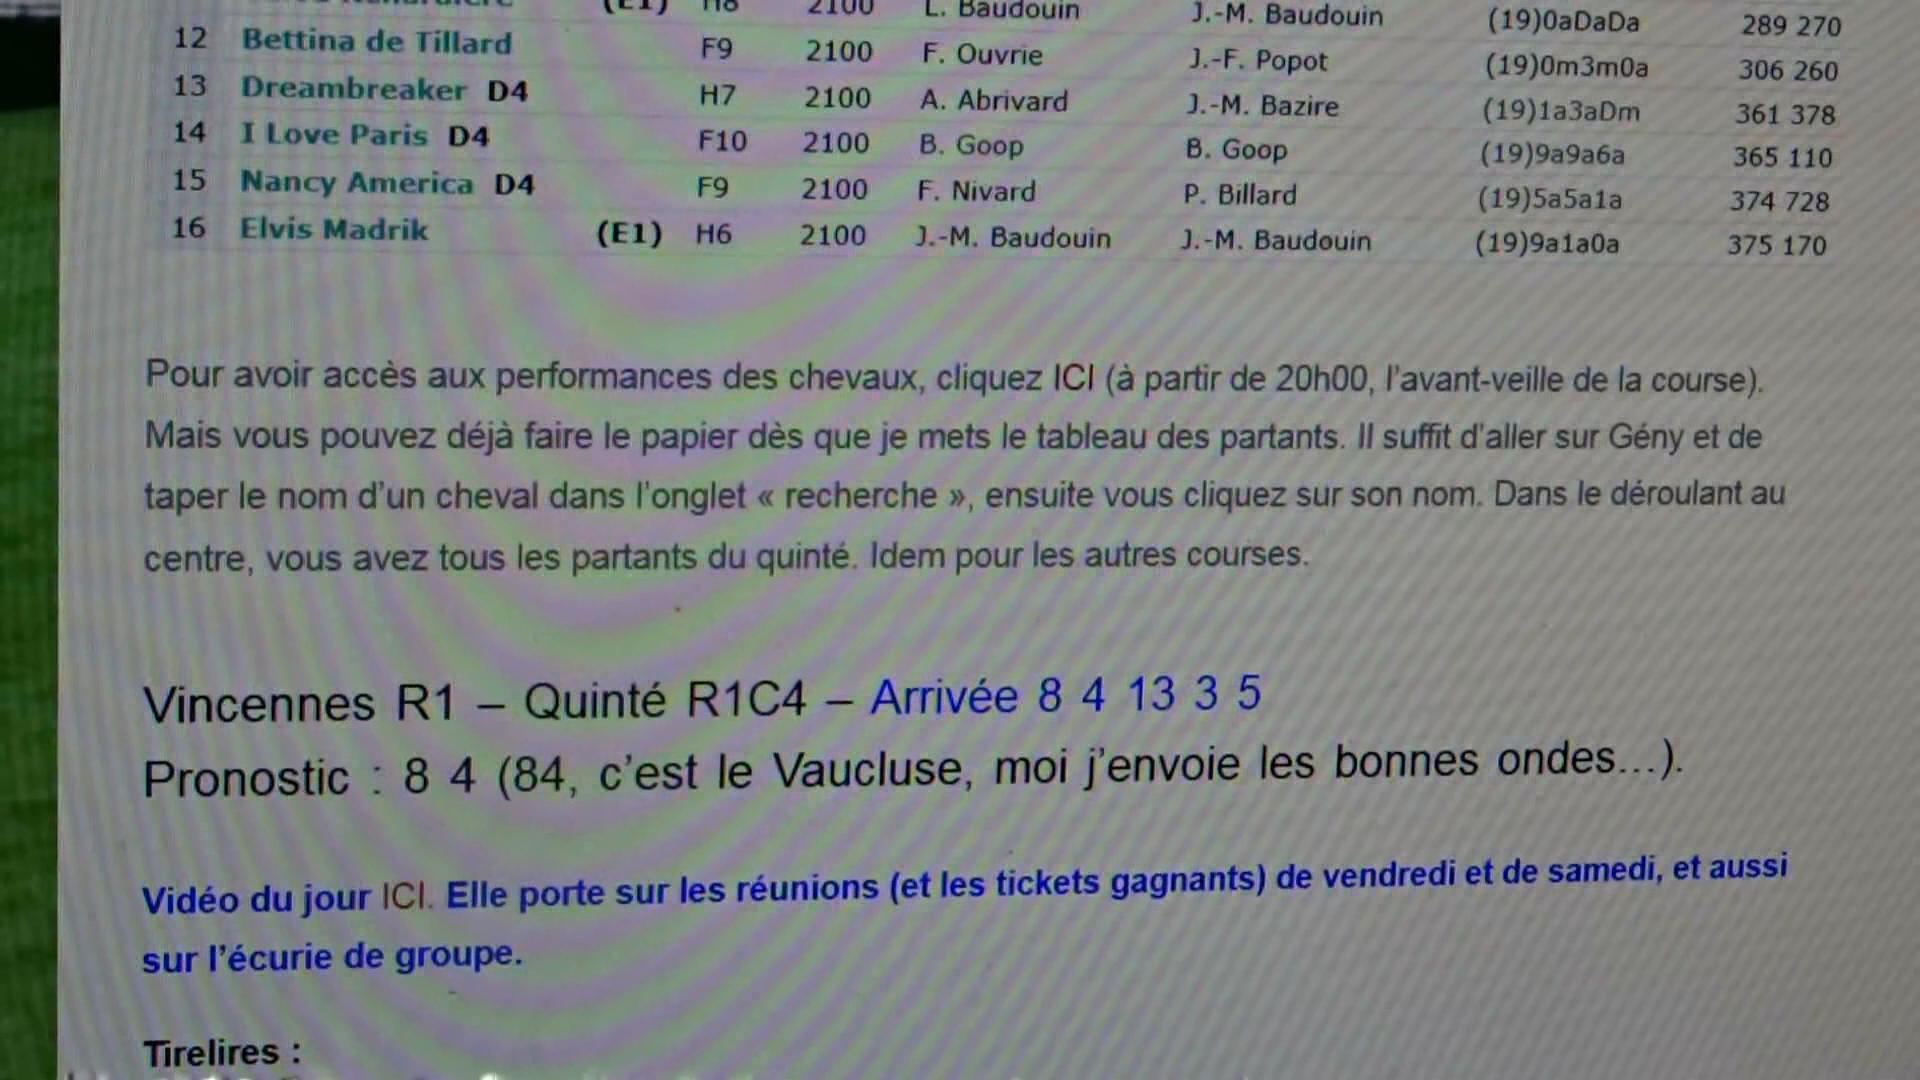 (E1) H8 2100 L. Baudouin J.-M. Baudouin (19)0aDaDa 289 270
12 Bettina de Tillard F9 2100 F. Ouvrie J.-F. Popot (19)0m3m0a 306 260
13 Dreambreaker D4 H7 2100 A. Abrivard J.-M. Bazire (19)1a3aDm 361 378
14 I Love Paris D4 F10 2100 B. Goop B. Goop (19)9a9a6a 365 110
15 Nancy America D4 F9 2100 F. Nivard P. Billard (19)5a5a1a 374 728
16 Elvis Madrik (E1) H6 2100 J.-M. Baudouin J.-M. Baudouin (19)9a1a0a 375 170
Pour avoir accès aux performances des chevaux, cliquez ICI (à partir de 20h00, l'avant-veille de la course).
Mais vous pouvez déjà faire le papier dès que je mets le tableau des partants. Il suffit d'aller sur Gény et de
taper le nom d'un cheval dans l'onglet « recherche », ensuite vous cliquez sur son nom. Dans le déroulant au
centre, vous avez tous les partants du quinté. Idem pour les autres courses.
Vincennes R1 – Quinté R1C4 – Arrivée 8 4 13 3 5
Pronostic : 8 4 (84, c'est le Vaucluse, moi j'envoie les bonnes ondes...).
Vidéo du jour ICI. Elle porte sur les réunions (et les tickets gagnants) de vendredi et de samedi, et aussi
sur l'écurie de groupe.
Tirelires :